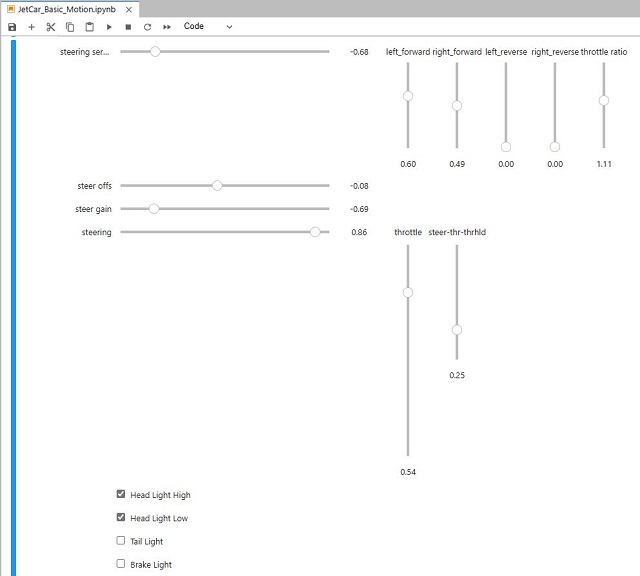 JetCar_Basic_Motion.ipynb
Code
steering ser... -0.68
left_forward right_forward left_reverse right_reverse throttle ratio
0.60 0.49 0.00 0.00 1.11
steer offs -0.08
steer gain -0.69
steering 0.86
throttle steer-thr-thrhld
0.25
0.54
Head Light High
Head Light Low
Tail Light
Brake Light